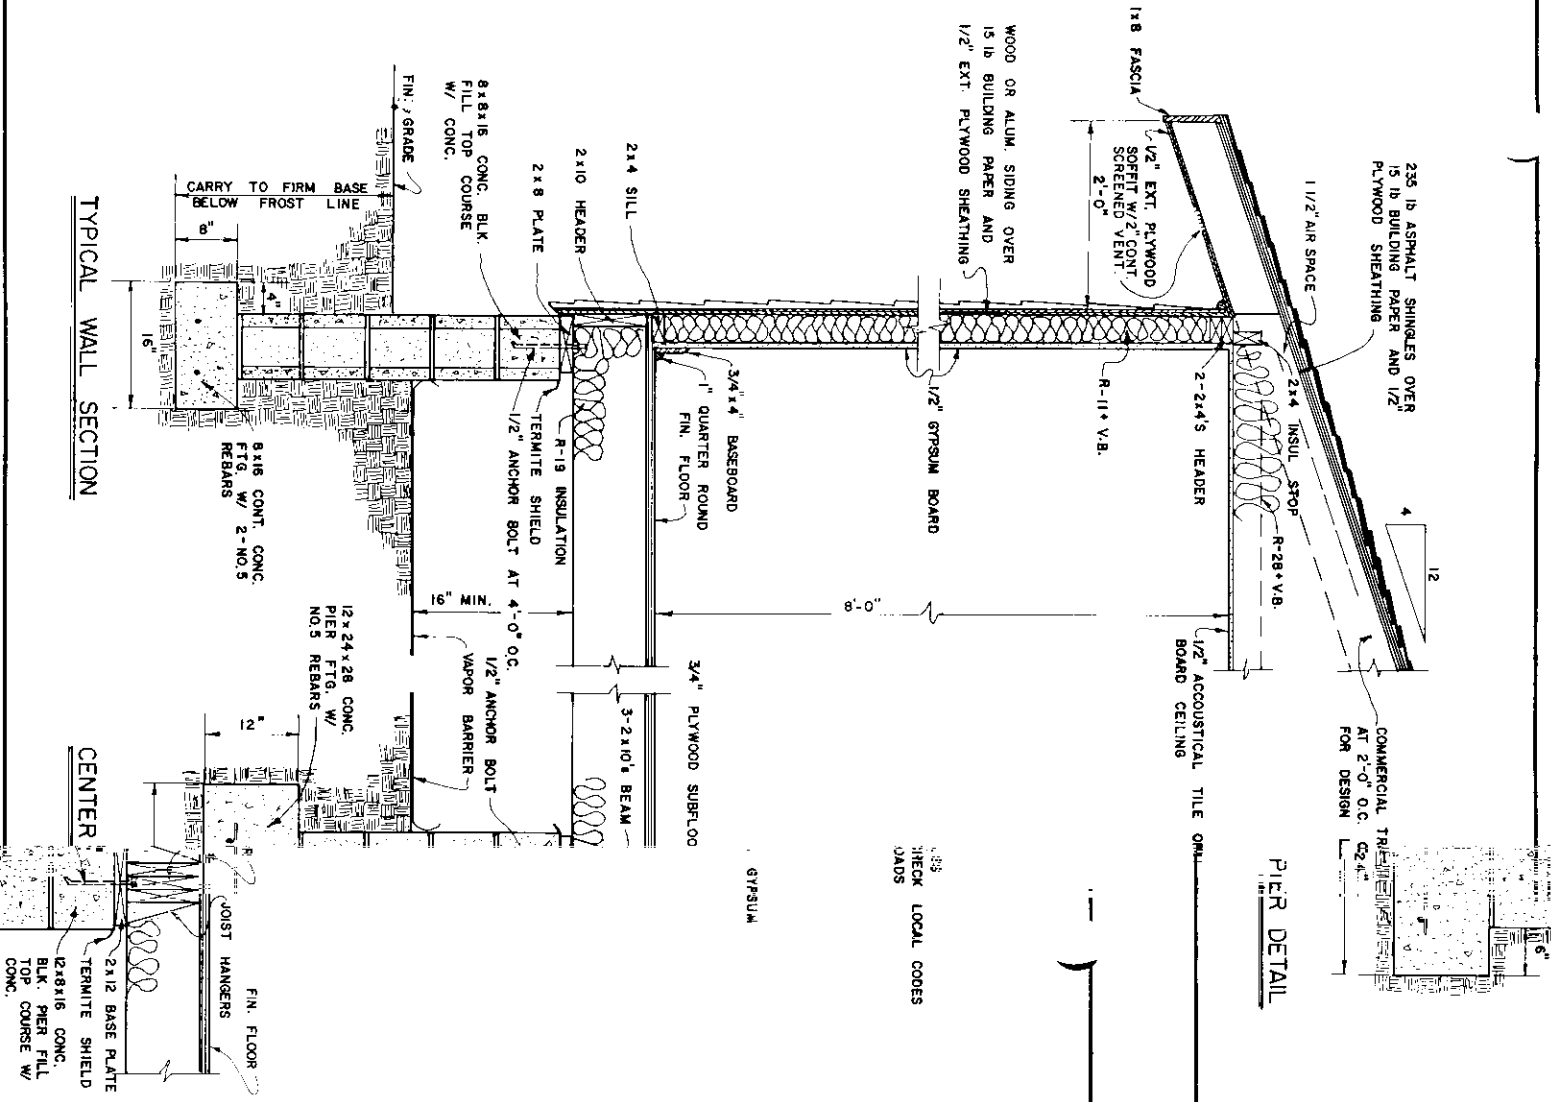 235 lb ASPHALT SHINGLES OVER
15 lb BUILDING PAPER AND 1/2"
PLYWOOD SHEATHING
1 1/2" AIR SPACE
1x8 FASCIA
1/2" EXT. PLYWOOD
SOFFIT W/2" CONT.
SCREENED VENT.
2'-0"
WOOD OR ALUM. SIDING OVER
15 lb BUILDING PAPER AND
1/2" EXT. PLYWOOD SHEATHING
2x4 SILL
2x10 HEADER
2x8 PLATE
8x8x16 CONC. BLK.
FILL TOP COURSE
W/ CONC.
FIN. GRADE
CARRY TO FIRM BASE
BELOW FROST LINE
8"
4"
16"
TYPICAL WALL SECTION
4
12
2x4 INSUL STOP
R-28+V.B.
2-2x4'S HEADER
R-11+V.B.
1/2" GYPSUM BOARD
3/4"x4" BASEBOARD
1" QUARTER ROUND
FIN. FLOOR
R-19 INSULATION
TERMITE SHIELD
1/2" ANCHOR BOLT AT 4'-0" O.C.
8x16 CONT. CONC.
FTG. W/ 2-NO.5
REBARS
8'-0"
16" MIN.
COMMERCIAL
AT 2'-0" O.C.
FOR DESIGN
1/2" ACCOUSTICAL TILE OR
BOARD CEILING
3/4" PLYWOOD SUBFLOO
3-2x10's BEAM
1/2" ANCHOR BOLT
VAPOR BARRIER
12x24x28 CONC.
PIER FTG. W/
NO.5 REBARS
12"
CENTER
PIER DETAIL
6"
HECK LOCAL CODES
OADS
GYPSUM
FIN. FLOOR
JOIST HANGERS
2x12 BASE PLATE
TERMITE SHIELD
12x8x16 CONC.
BLK. PIER FILL
TOP COURSE W/
CONC.